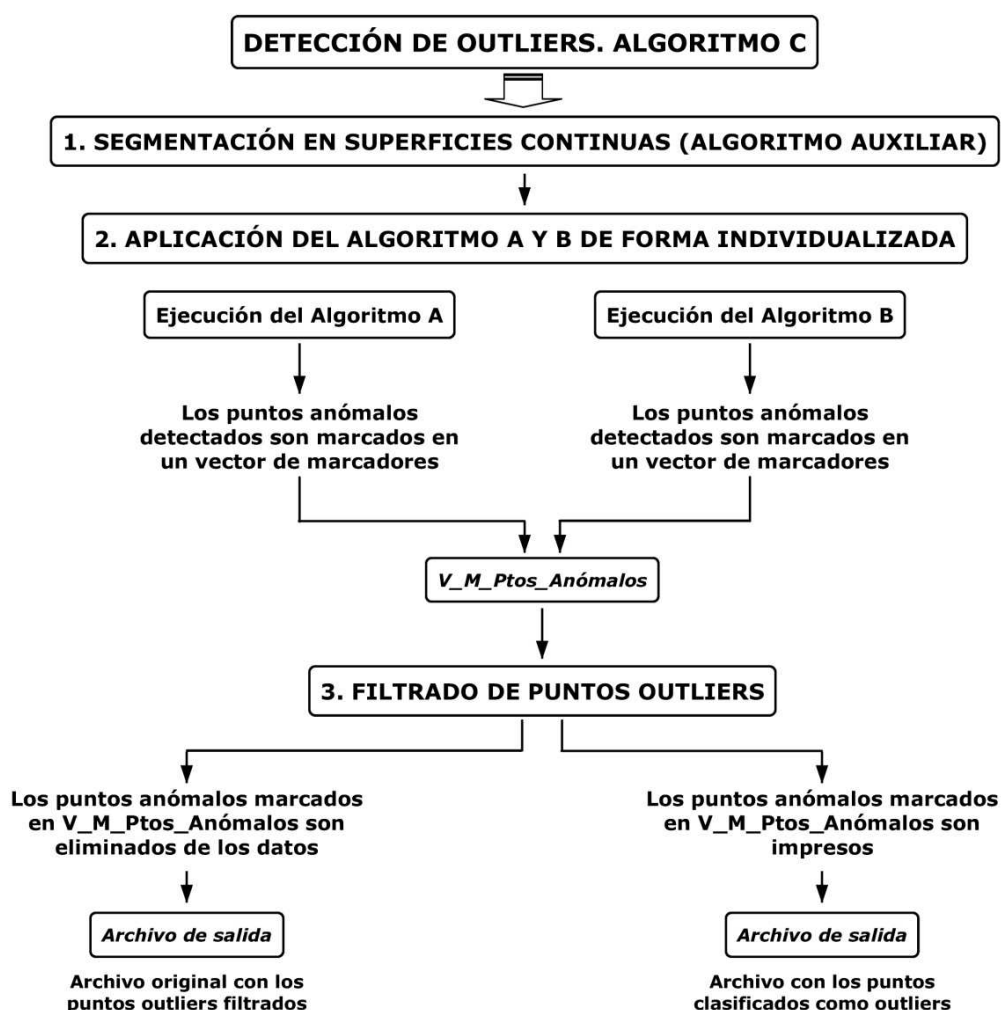 DETECCIÓN DE OUTLIERS. ALGORITMO C
1. SEGMENTACIÓN EN SUPERFICIES CONTINUAS (ALGORITMO AUXILIAR)
2. APLICACIÓN DEL ALGORITMO A Y B DE FORMA INDIVIDUALIZADA
Ejecución del Algoritmo A
Los puntos anómalos
detectados son marcados en
un vector de marcadores
Ejecución del Algoritmo B
Los puntos anómalos
detectados son marcados en
un vector de marcadores
V_M_Ptos_Anómalos
3. FILTRADO DE PUNTOS OUTLIERS
Los puntos anómalos marcados
en V_M_Ptos_Anómalos son
eliminados de los datos
Archivo de salida
Archivo original con los
puntos outliers filtrados
Los puntos anómalos marcados
en V_M_Ptos_Anómalos son
impresos
Archivo de salida
Archivo con los puntos
clasificados como outliers